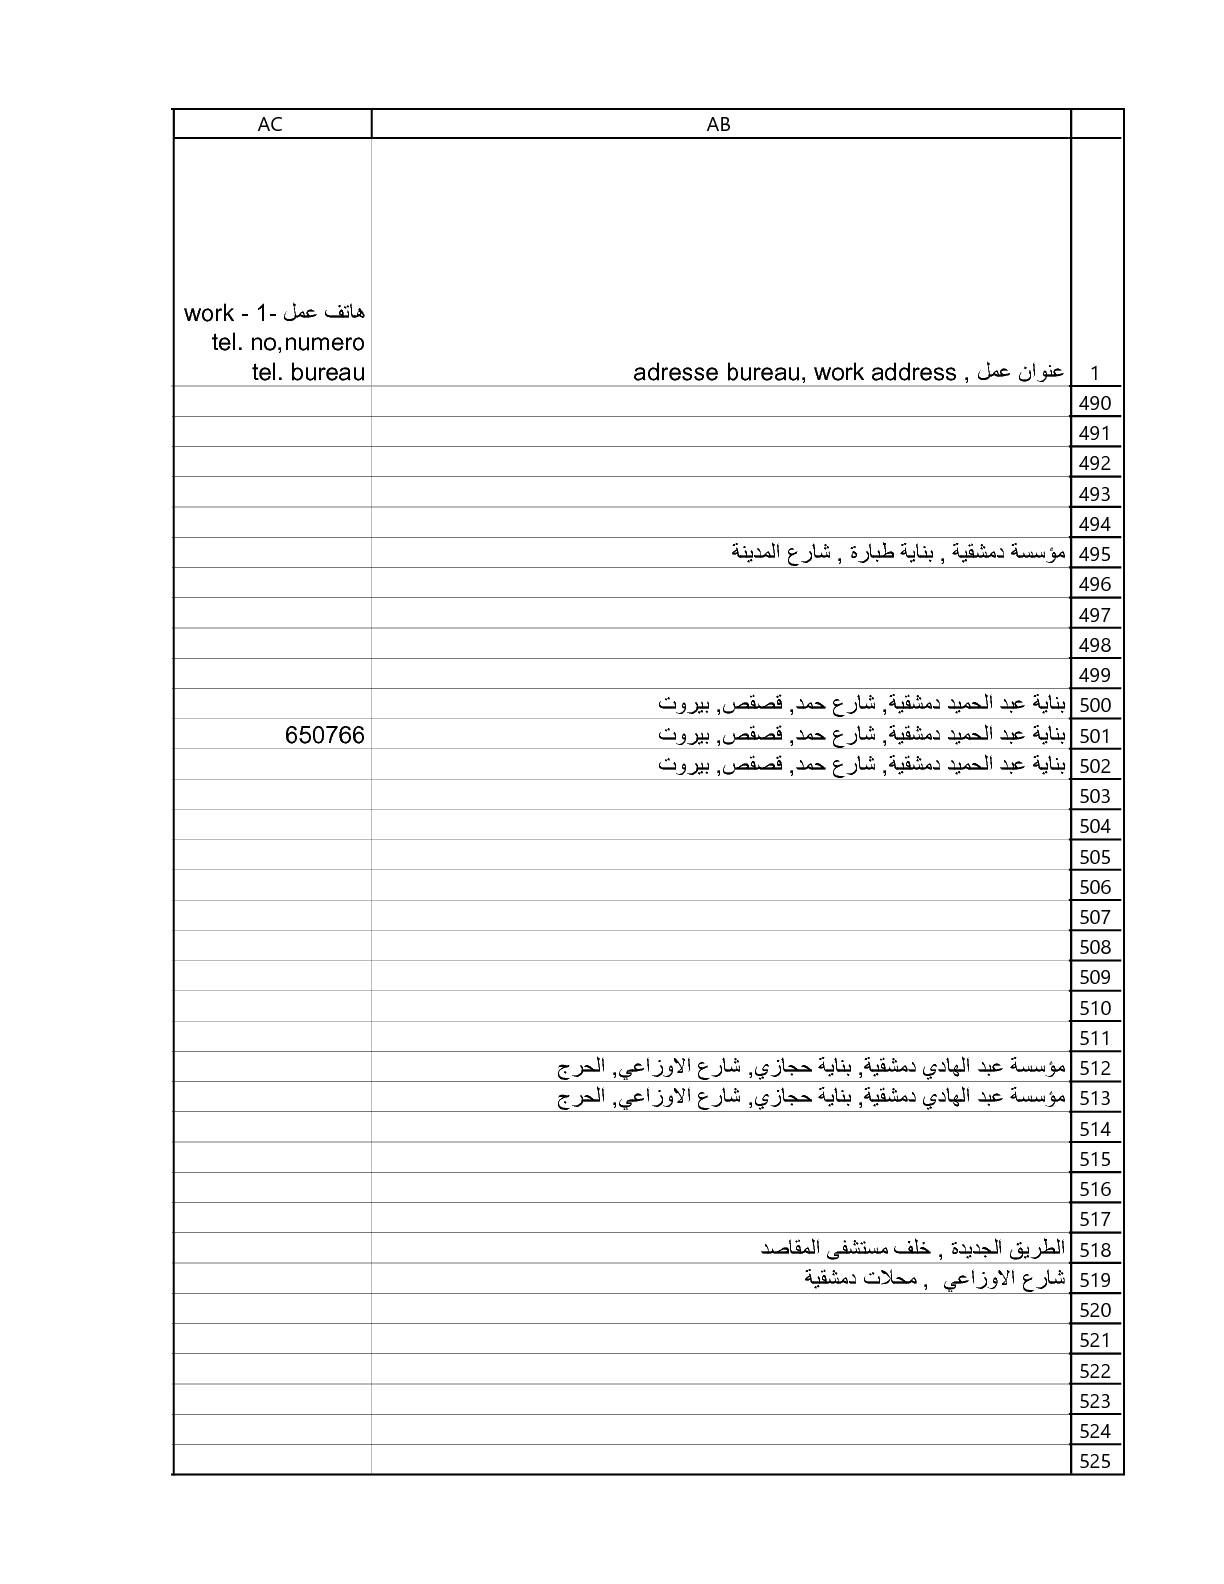 AB AC
عنوان عمل , adresse bureau, work address
هاتف عمل -1 - work
tel. no,numero
tel. bureau
1
490
491
492
493
494
495 مؤسسة دمشقية , بناية طبارة , شارع المدينة
496
497
498
499
500 بناية عبد الحميد دمشقية, شارع حمد, قصقص, بيروت
501 بناية عبد الحميد دمشقية, شارع حمد, قصقص, بيروت 650766
502 بناية عبد الحميد دمشقية, شارع حمد, قصقص, بيروت
503
504
505
506
507
508
509
510
511
512 مؤسسة عبد الهادي دمشقية, بناية حجازي, شارع الاوزاعي, الحرج
513 مؤسسة عبد الهادي دمشقية, بناية حجازي, شارع الاوزاعي, الحرج
514
515
516
517
518 الطريق الجديدة , خلف مستشفى المقاصد
519 شارع الاوزاعي , محلات دمشقية
520
521
522
523
524
525